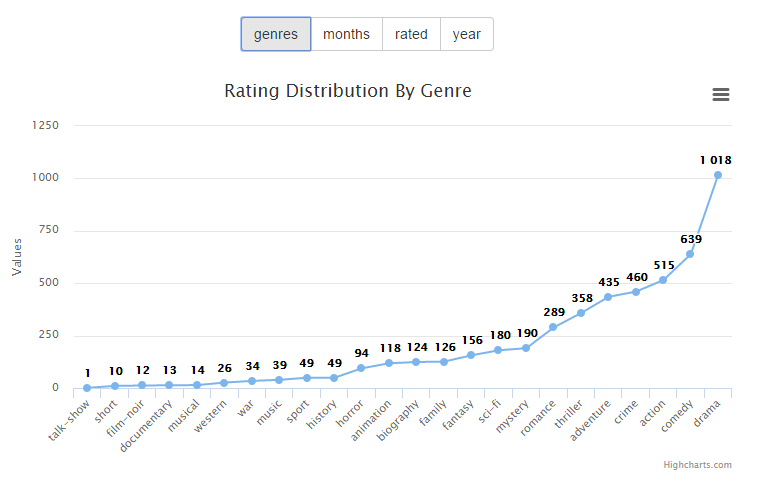 genres months rated year
Rating Distribution By Genre
1250
1000
750
500
250
0
Values
1 10 12 13 14 26 34 39 49 49 94 118 124 126 156 180 190 289 358 435 460 515 639 1 018
talk-show short film-noir documentary musical western war music sport history horror animation biography family fantasy sci-fi mystery romance thriller adventure crime action comedy drama
Highcharts.com